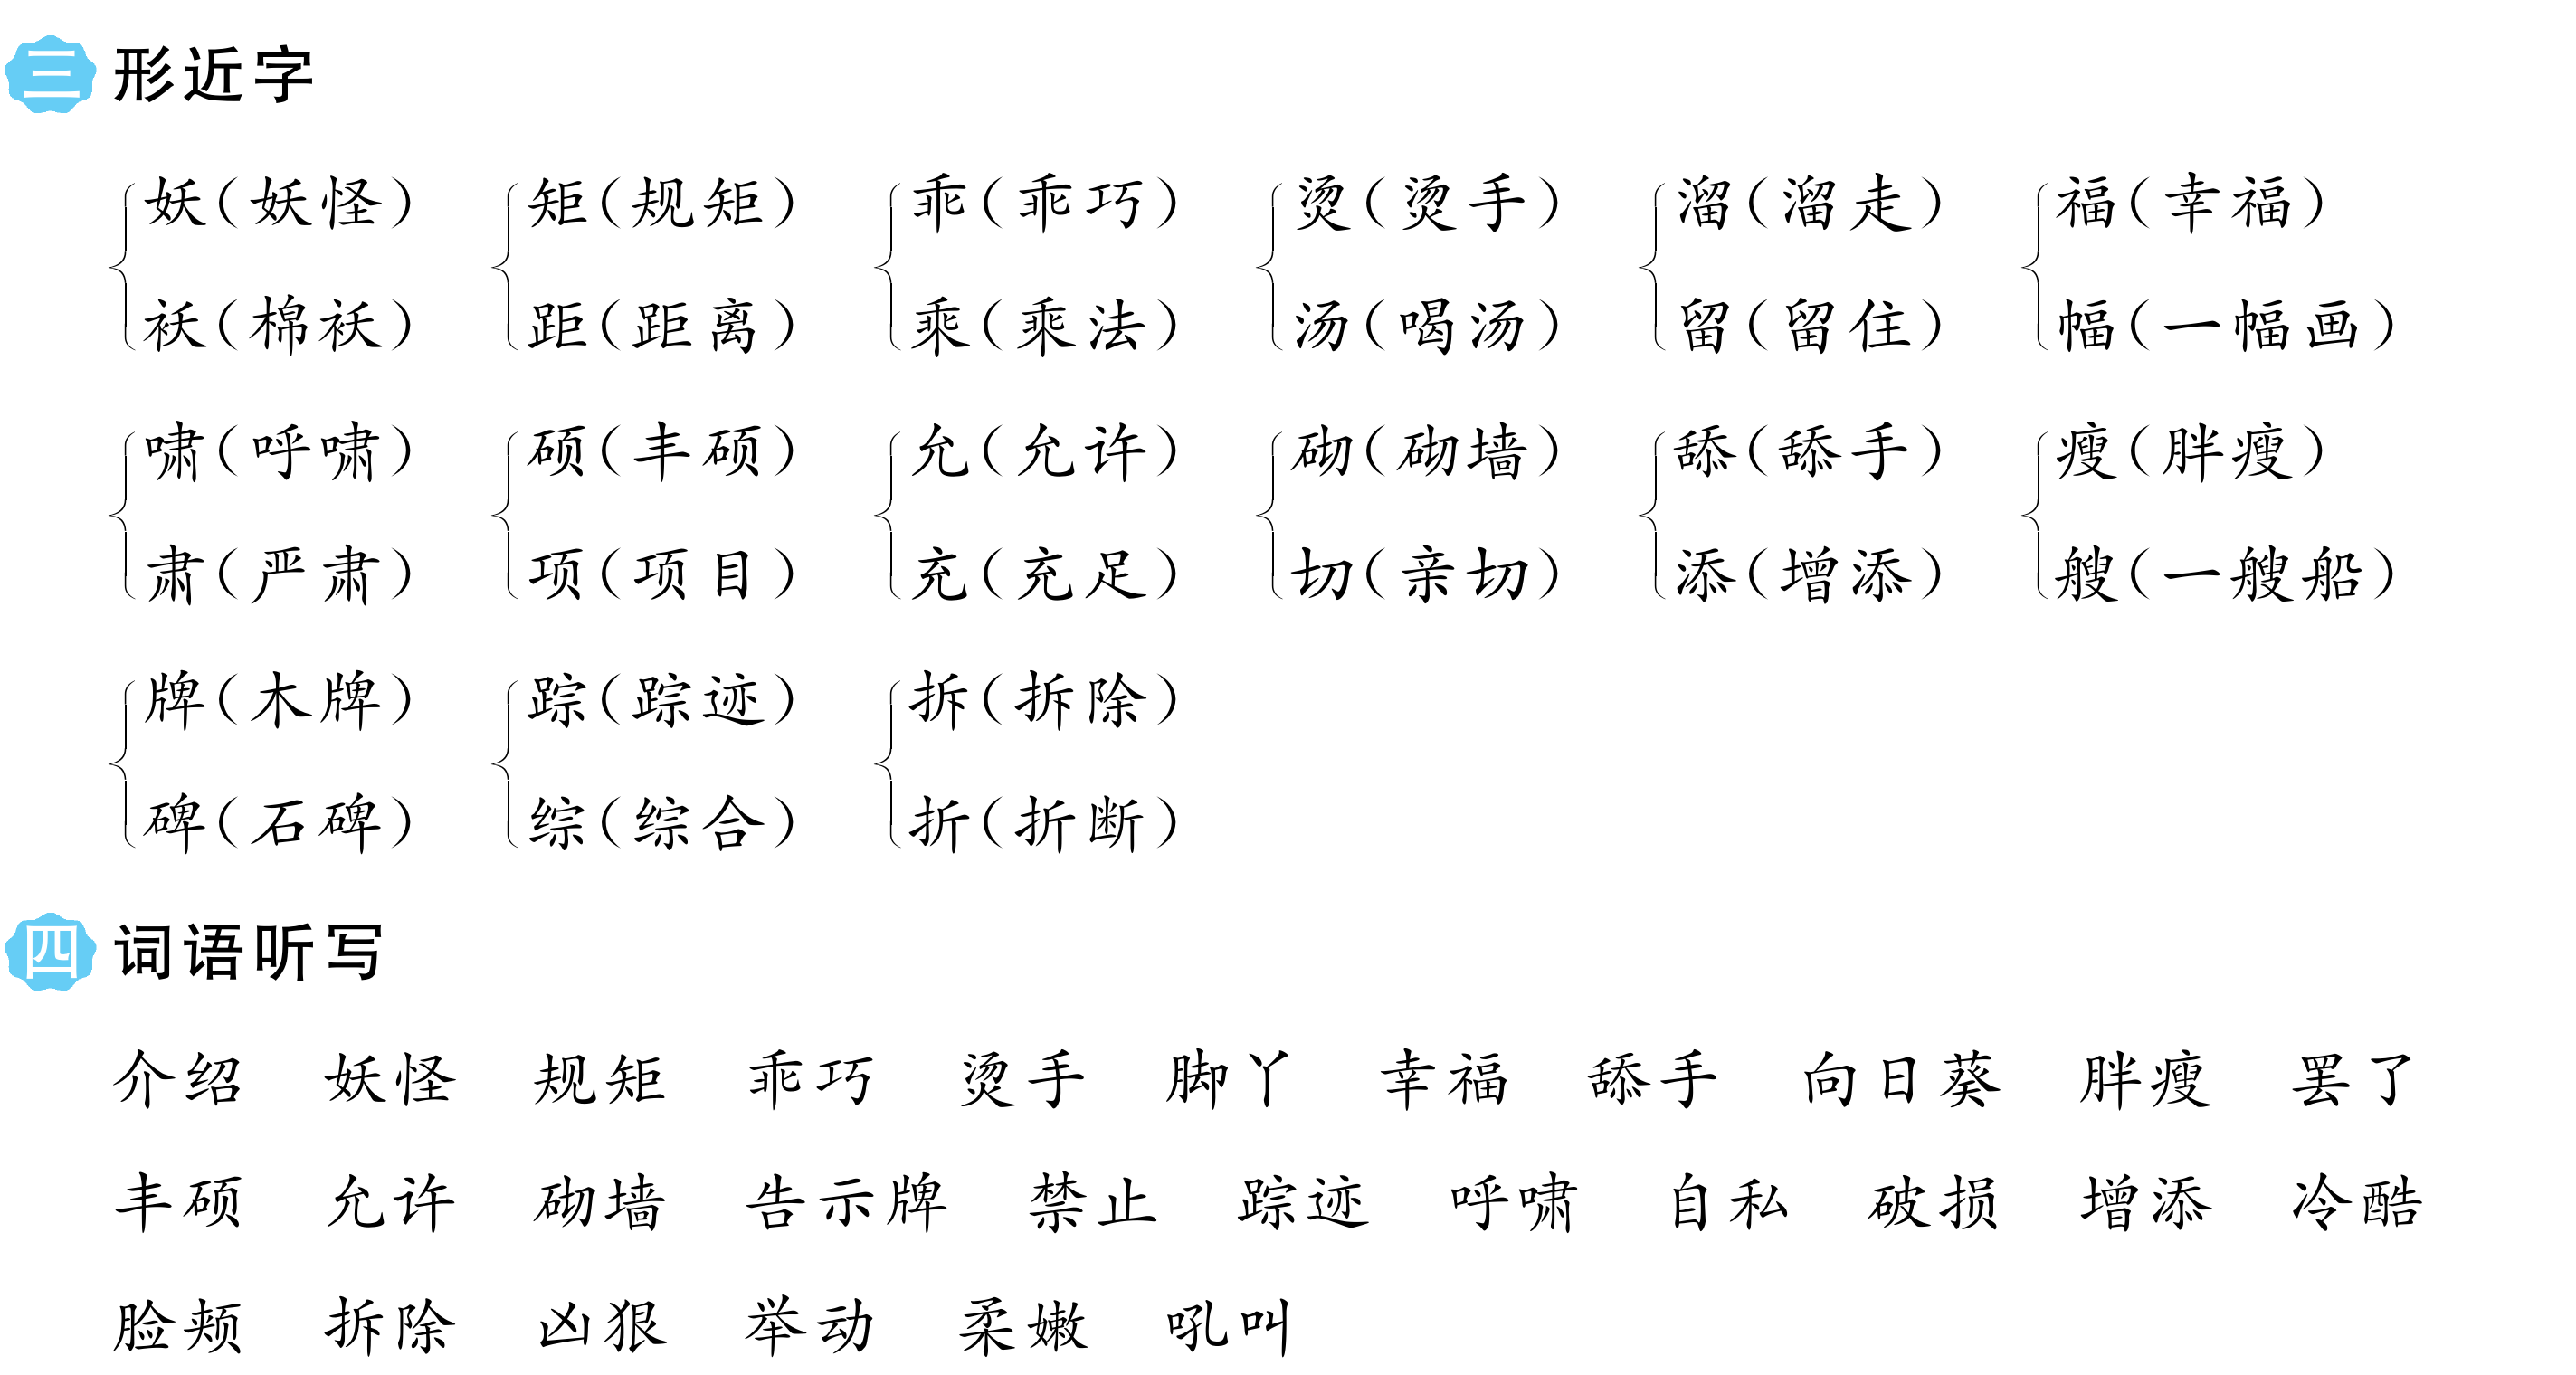 三 形近字
妖(妖怪) 矩(规矩) 乖(乖巧) 烫(烫手) 溜(溜走) 福(幸福)
袄(棉袄) 距(距离) 乘(乘法) 汤(喝汤) 留(留住) 幅(一幅画)
啸(呼啸) 硕(丰硕) 允(允许) 砌(砌墙) 舔(舔手) 瘦(胖瘦)
肃(严肃) 项(项目) 充(充足) 切(亲切) 添(增添) 艘(一艘船)
牌(木牌) 踪(踪迹) 拆(拆除)
碑(石碑) 综(综合) 折(折断)
四 词语听写
介绍 妖怪 规矩 乖巧 烫手 脚丫 幸福 舔手 向日葵 胖瘦 罢了
丰硕 允许 砌墙 告示牌 禁止 踪迹 呼啸 自私 破损 增添 冷酷
脸颊 拆除 凶狠 举动 柔嫩 吼叫